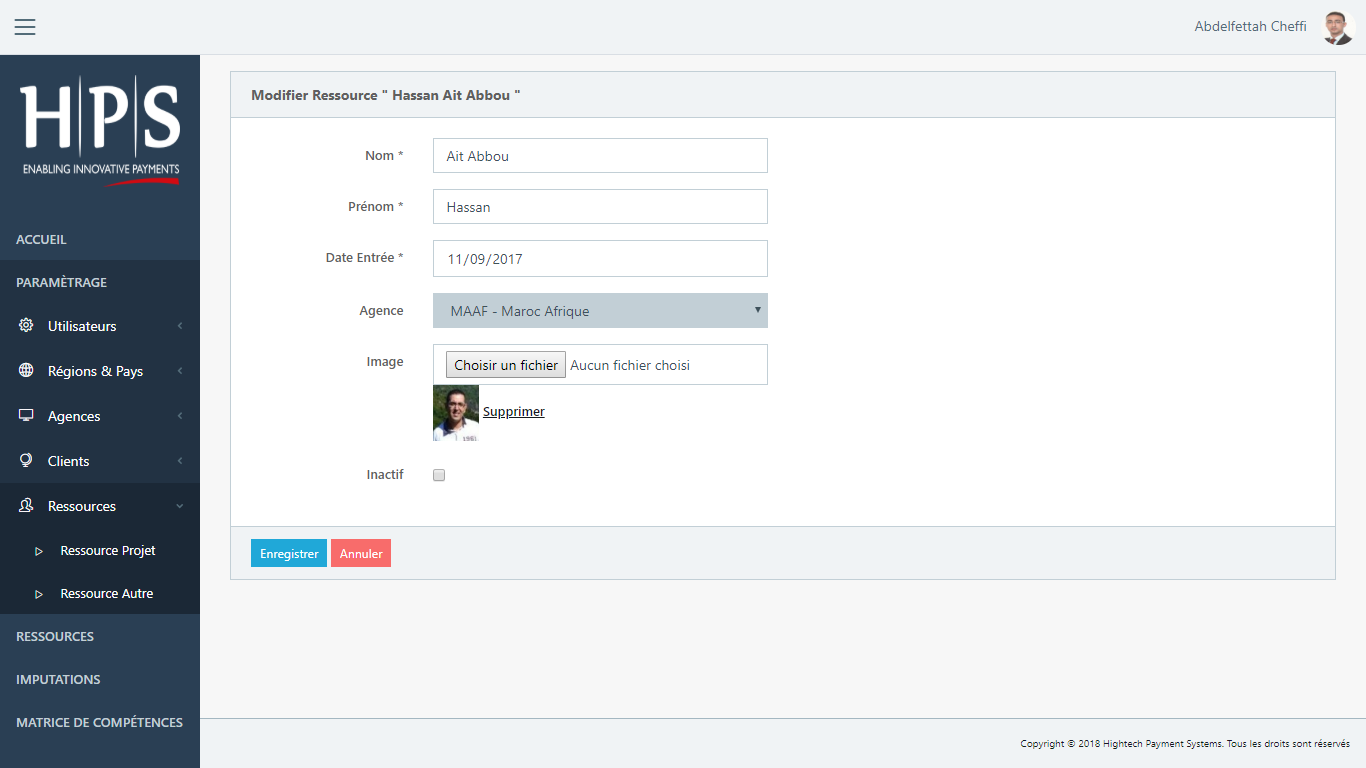 Abdelfettah Cheffi
HPS
ENABLING INNOVATIVE PAYMENTS
ACCUEIL
PARAMÈTRAGE
Utilisateurs
Régions & Pays
Agences
Clients
Ressources
Ressource Projet
Ressource Autre
RESSOURCES
IMPUTATIONS
MATRICE DE COMPÉTENCES
Modifier Ressource " Hassan Ait Abbou "
Nom * Ait Abbou
Prénom * Hassan
Date Entrée * 11/09/2017
Agence MAAF - Maroc Afrique
Image Choisir un fichier Aucun fichier choisi
Supprimer
Inactif
Enregistrer Annuler
Copyright © 2018 Hightech Payment Systems. Tous les droits sont réservés